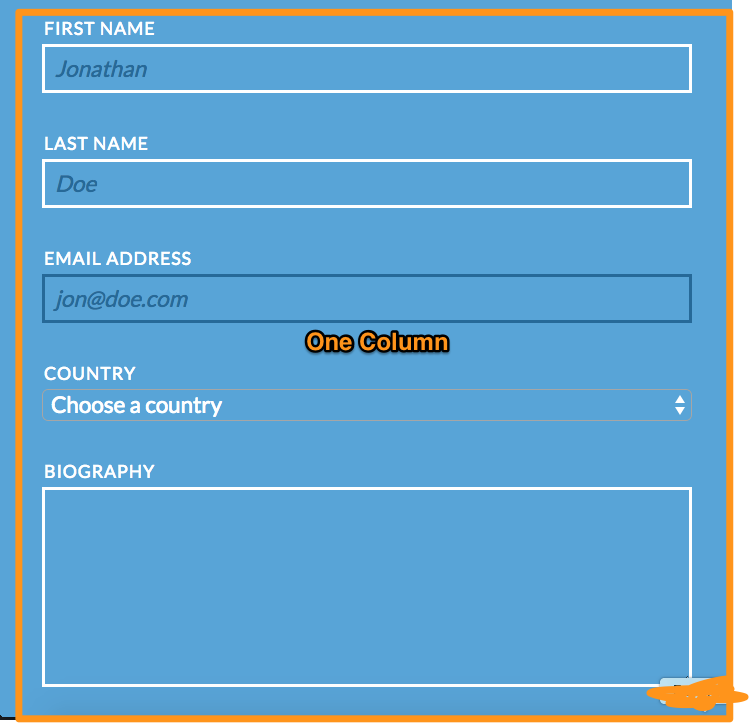 FIRST NAME
Jonathan
LAST NAME
Doe
EMAIL ADDRESS
jon@doe.com
One Column
COUNTRY
Choose a country
BIOGRAPHY